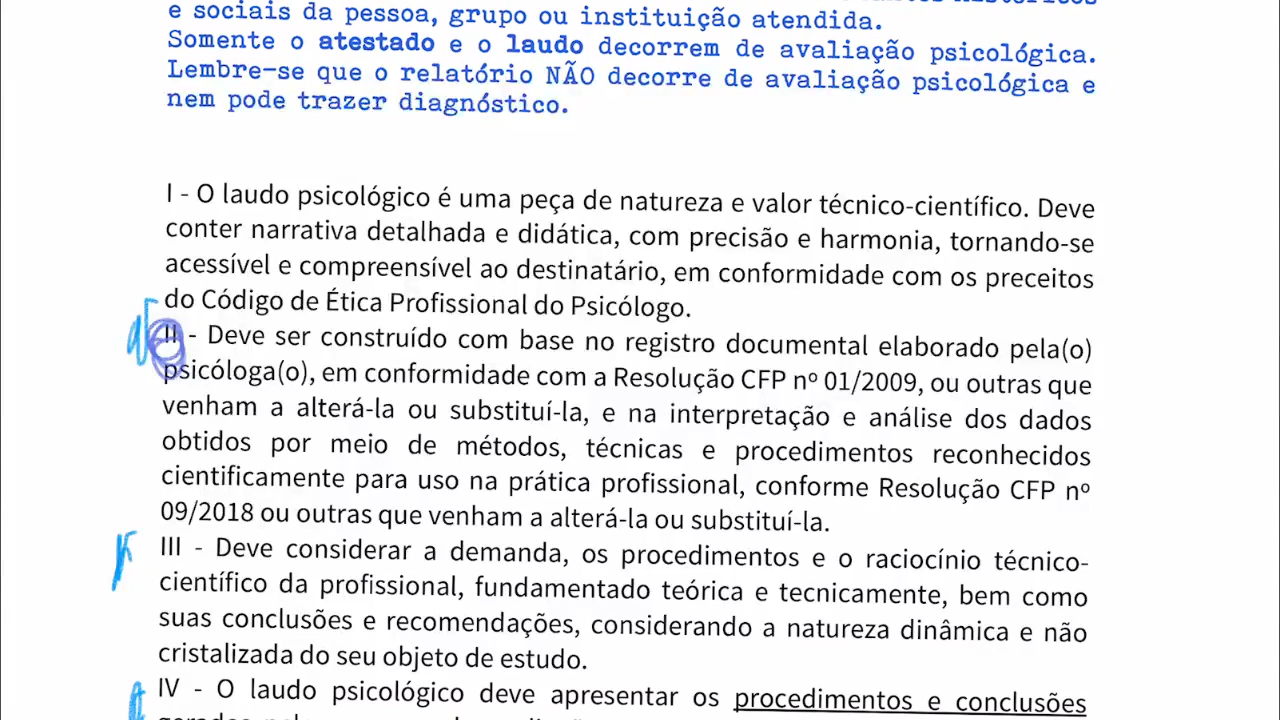 e sociais da pessoa, grupo ou instituição atendida.
Somente o atestado e o laudo decorrem de avaliação psicológica.
Lembre-se que o relatório NÃO decorre de avaliação psicológica e
nem pode trazer diagnóstico.
I - O laudo psicológico é uma peça de natureza e valor técnico-científico. Deve
conter narrativa detalhada e didática, com precisão e harmonia, tornando-se
acessível e compreensível ao destinatário, em conformidade com os preceitos
do Código de Ética Profissional do Psicólogo.
II - Deve ser construído com base no registro documental elaborado pela(o)
psicóloga(o), em conformidade com a Resolução CFP nº 01/2009, ou outras que
venham a alterá-la ou substituí-la, e na interpretação e análise dos dados
obtidos por meio de métodos, técnicas e procedimentos reconhecidos
cientificamente para uso na prática profissional, conforme Resolução CFP nº
09/2018 ou outras que venham a alterá-la ou substituí-la.
III - Deve considerar a demanda, os procedimentos e o raciocínio técnico-
científico da profissional, fundamentado teórica e tecnicamente, bem como
suas conclusões e recomendações, considerando a natureza dinâmica e não
cristalizada do seu objeto de estudo.
IV - O laudo psicológico deve apresentar os procedimentos e conclusões